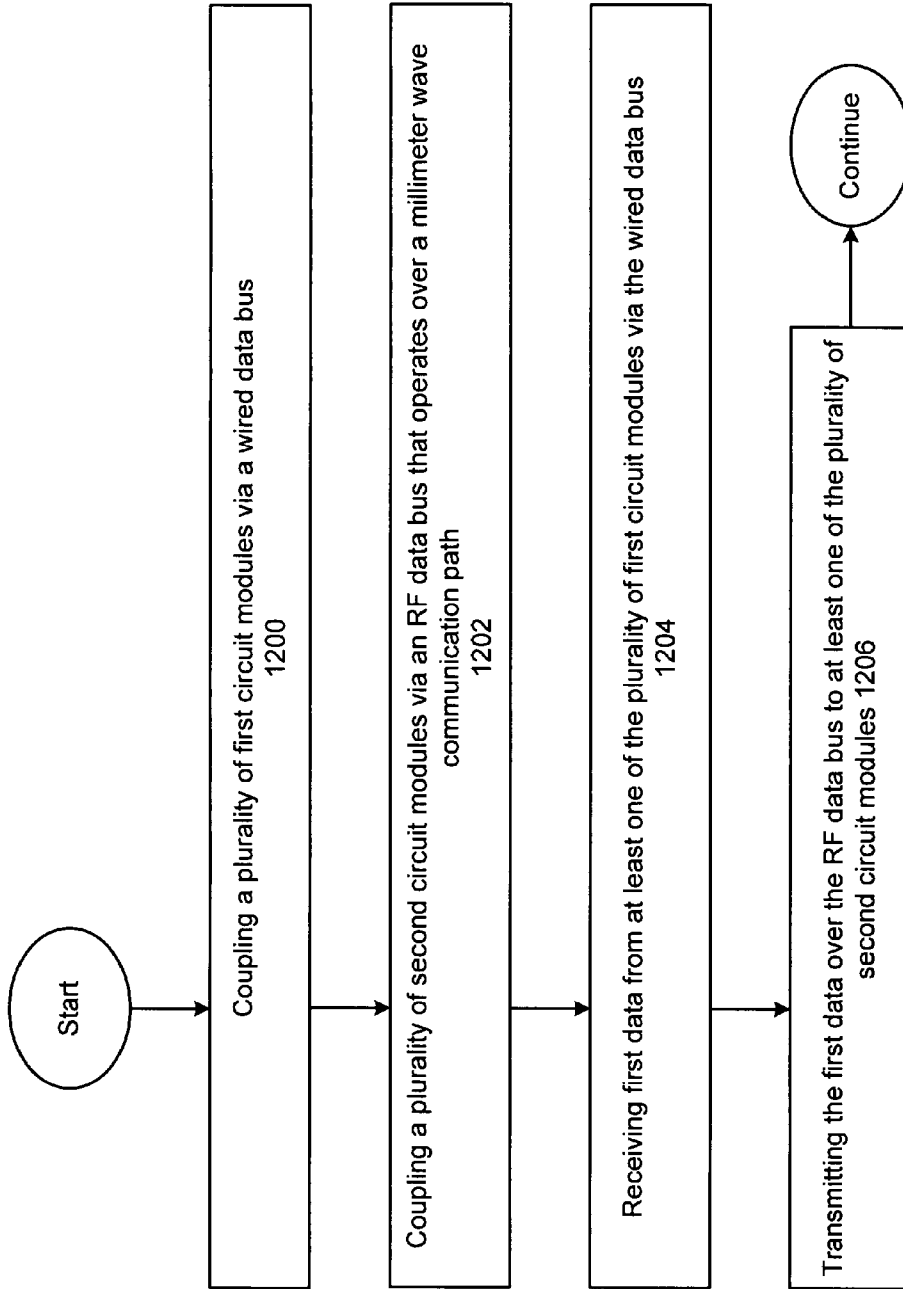 Start
Coupling a plurality of first circuit modules via a wired data bus
1200
Coupling a plurality of second circuit modules via an RF data bus that operates over a millimeter wave
communication path
1202
Receiving first data from at least one of the plurality of first circuit modules via the wired data bus
1204
Transmitting the first data over the RF data bus to at least one of the plurality of
second circuit modules 1206
Continue